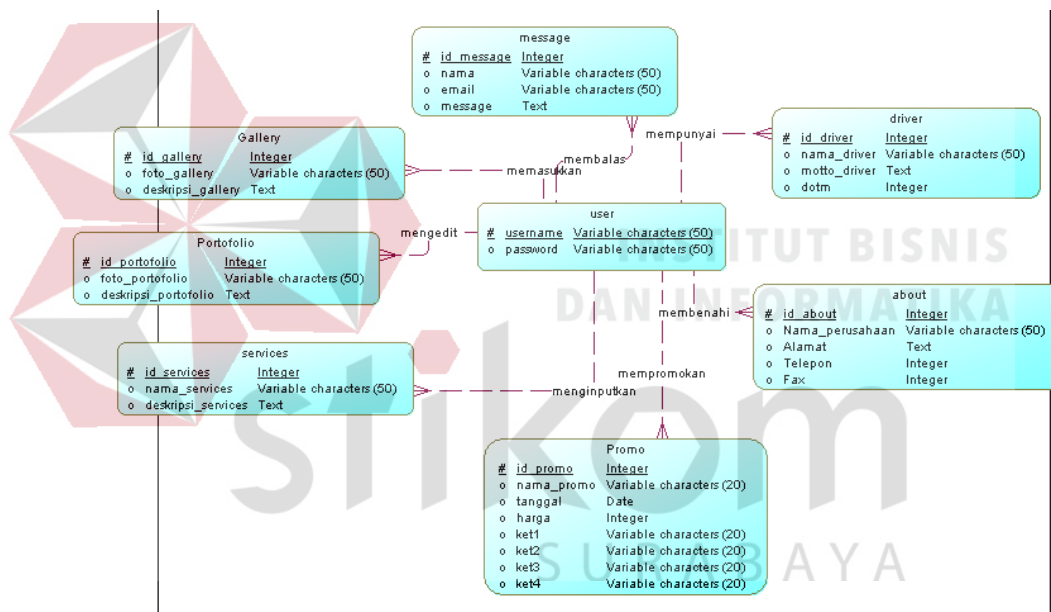 message
# id_message Integer
o nama Variable characters (50)
o email Variable characters (50)
o message Text
Gallery
# id_gallery Integer
o foto_gallery Variable characters (50)
o deskripsi_gallery Text
driver
# id_driver Integer
o nama_driver Variable characters (50)
o motto_driver Text
o dotm Integer
mempunyai
membalas
memasukkan
user
# username Variable characters (50)
o password Variable characters (50)
mengedit
Portofolio
# id_portofolio Integer
o foto_portofolio Variable characters (50)
o deskripsi_portofolio Text
INSTITUT BISNIS
DAN INFORMATIKA
about
# id_about Integer
o Nama_perusahaan Variable characters (50)
o Alamat Text
o Telepon Integer
o Fax Integer
membenahi
services
# id_services Integer
o nama_services Variable characters (50)
o deskripsi_services Text
mempromokan
menginputkan
stikom
SURABAYA
Promo
# id_promo Integer
o nama_promo Variable characters (20)
o tanggal Date
o harga Integer
o ket1 Variable characters (20)
o ket2 Variable characters (20)
o ket3 Variable characters (20)
o ket4 Variable characters (20)